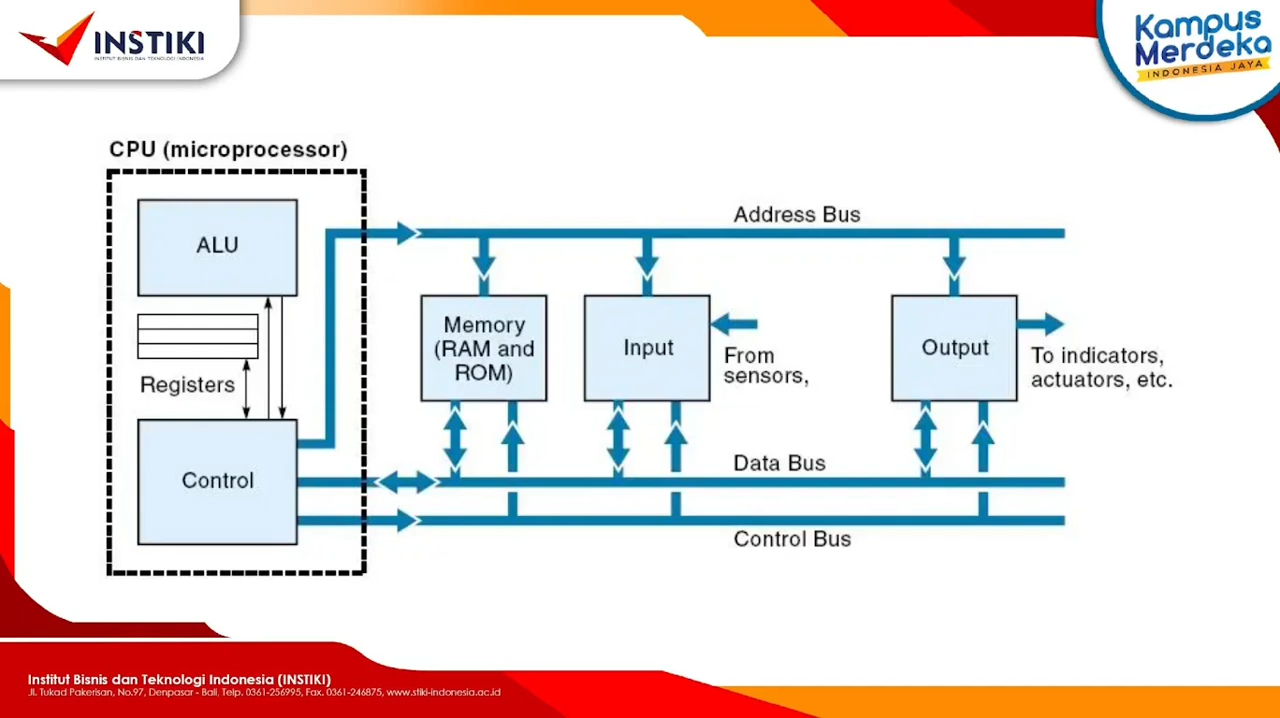 INSTIKI
INSTITUT BISNIS DAN TEKNOLOGI INDONESIA
Kampus
Merdeka
INDONESIA JAYA
CPU (microprocessor)
ALU
Registers
Control
Address Bus
Memory
(RAM and
ROM)
Input
From
sensors,
Output
To indicators,
actuators, etc.
Data Bus
Control Bus
Institut Bisnis dan Teknologi Indonesia (INSTIKI)
Jl. Tukad Pakerisan, No.97, Denpasar - Bali, Telp. 0361-256995, Fax. 0361-246875, www.stiki-indonesia.ac.id